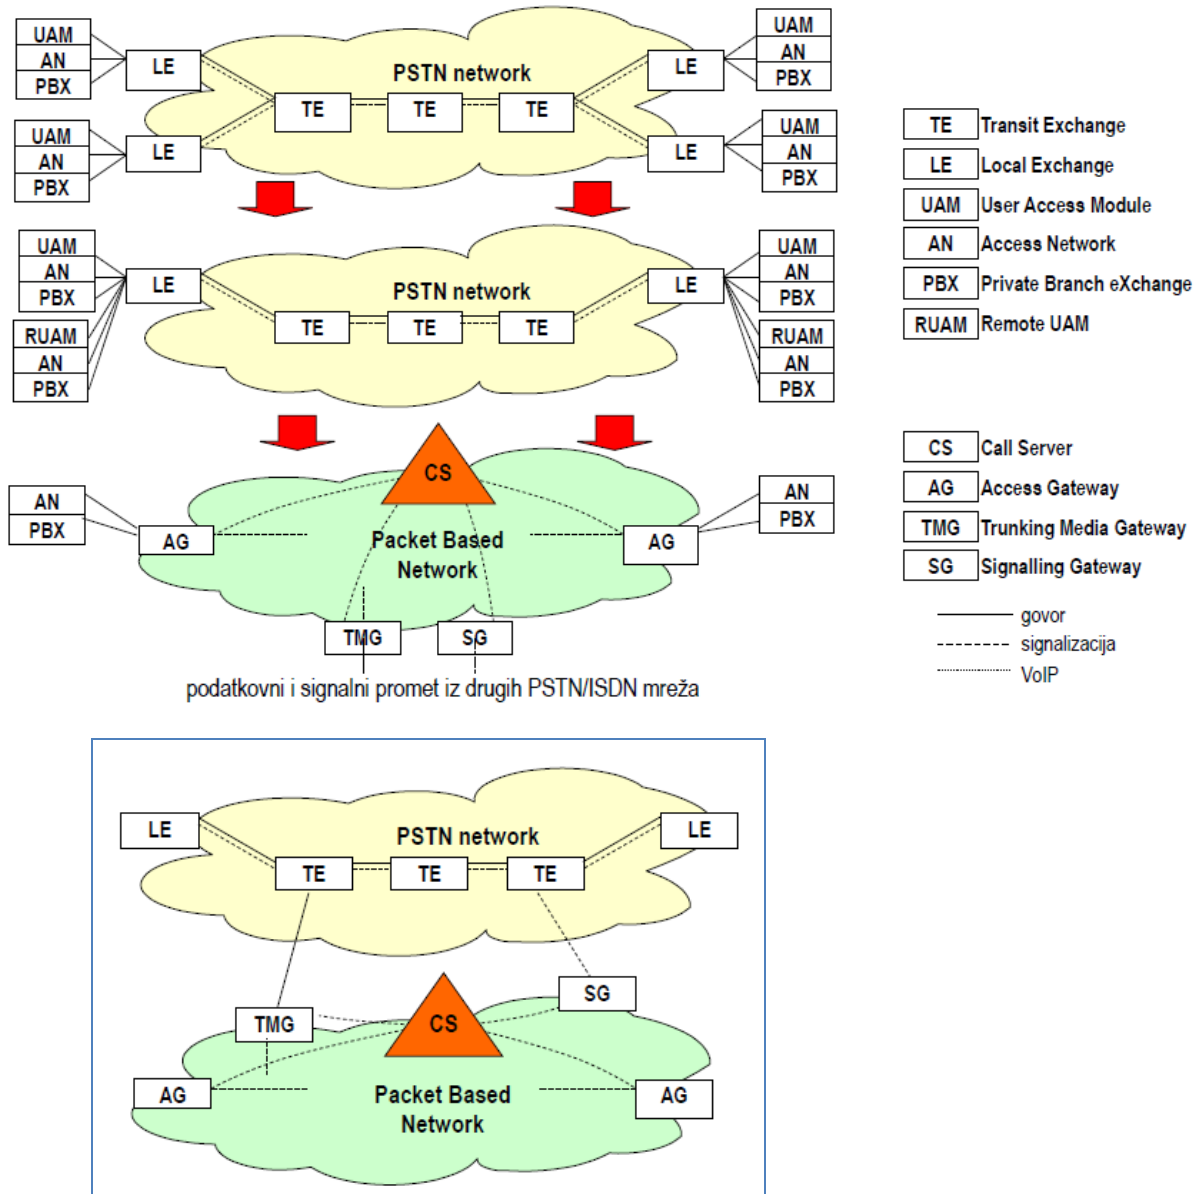 UAM
AN
PBX
LE
UAM
AN
PBX
LE
PSTN network
TE
TE
TE
LE
UAM
AN
PBX
LE
UAM
AN
PBX
UAM
AN
PBX
RUAM
AN
PBX
LE
PSTN network
TE
TE
TE
LE
UAM
AN
PBX
RUAM
AN
PBX
CS
AN
PBX
AG
Packet Based
Network
AG
AN
PBX
TMG
SG
podatkovni i signalni promet iz drugih PSTN/ISDN mreža
TE Transit Exchange
LE Local Exchange
UAM User Access Module
AN Access Network
PBX Private Branch eXchange
RUAM Remote UAM
CS Call Server
AG Access Gateway
TMG Trunking Media Gateway
SG Signalling Gateway
govor
signalizacija
VoIP
LE
PSTN network
LE
TE
TE
TE
SG
TMG
CS
AG
Packet Based
Network
AG